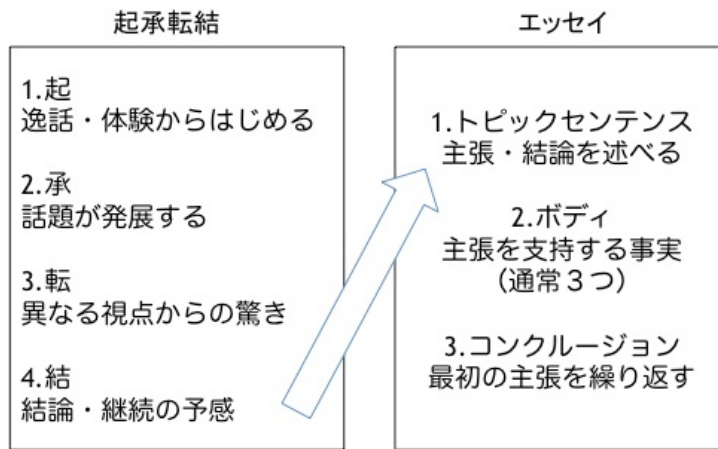 起承転結
1.起
逸話・体験からはじめる
2.承
話題が発展する
3.転
異なる視点からの驚き
4.結
結論・継続の予感
エッセイ
1.トピックセンテンス
主張・結論を述べる
2.ボディ
主張を支持する事実
（通常３つ）
3.コンクルージョン
最初の主張を繰り返す